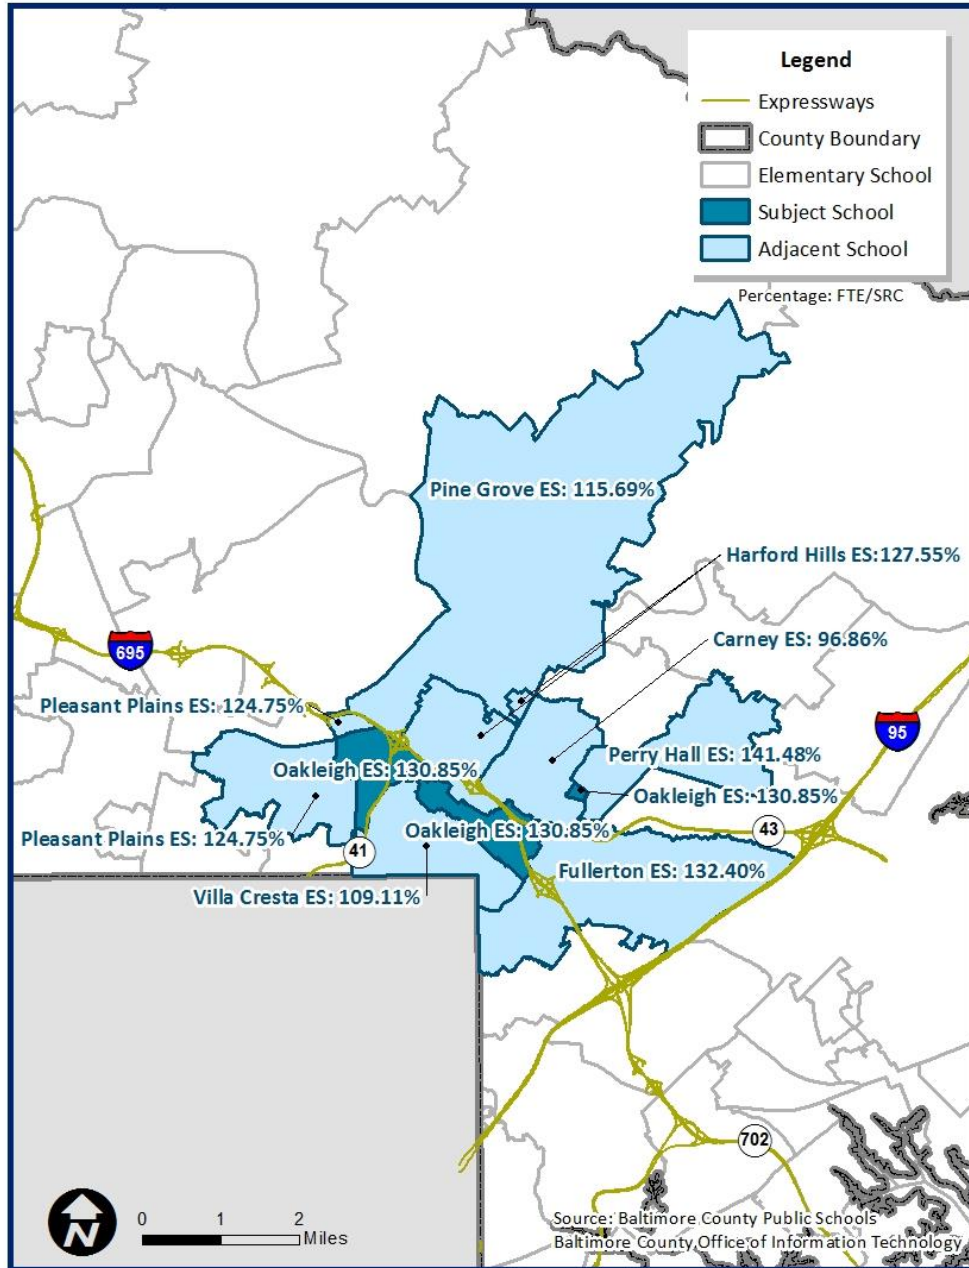 Legend
Expressways
County Boundary
Elementary School
Subject School
Adjacent School
Percentage: FTE/SRC
Pine Grove ES: 115.69%
Harford Hills ES:127.55%
Carney ES: 96.86%
695
Pleasant Plains ES: 124.75%
95
Perry Hall ES: 141.48%
Oakleigh ES: 130.85%
Oakleigh ES: 130.85%
Oakleigh ES: 130.85%
43
Pleasant Plains ES: 124.75%
41
Fullerton ES: 132.40%
Villa Cresta ES: 109.11%
702
N
0 1 2
Miles
Source: Baltimore County Public Schools
Baltimore County,Office of Information Technology